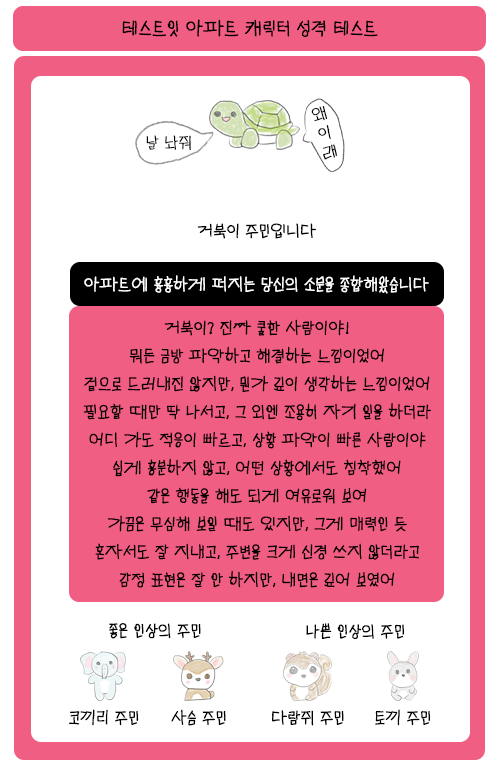 테스트잇 아파트 캐릭터 성격 테스트
날 놔줘
왜
이
래
거북이 주민입니다
아파트에 흉흉하게 퍼지는 당신의 소문을 종합해왔습니다
거북이? 진짜 쿨한 사람이야!
뭐든 금방 파악하고 해결하는 느낌이었어
겉으로 드러내진 않지만, 뭔가 깊이 생각하는 느낌이었어
필요할 때만 딱 나서고, 그 외엔 조용히 자기 일을 하더라
어디 가도 적응이 빠르고, 상황 파악이 빠른 사람이야
쉽게 흥분하지 않고, 어떤 상황에서도 침착했어
같은 행동을 해도 되게 여유로워 보여
가끔은 무심해 보일 때도 있지만, 그게 매력인 듯
혼자서도 잘 지내고, 주변을 크게 신경 쓰지 않더라고
감정 표현은 잘 안 하지만, 내면은 깊어 보였어
좋은 인상의 주민
나쁜 인상의 주민
코끼리 주민
사슴 주민
다람쥐 주민
토끼 주민